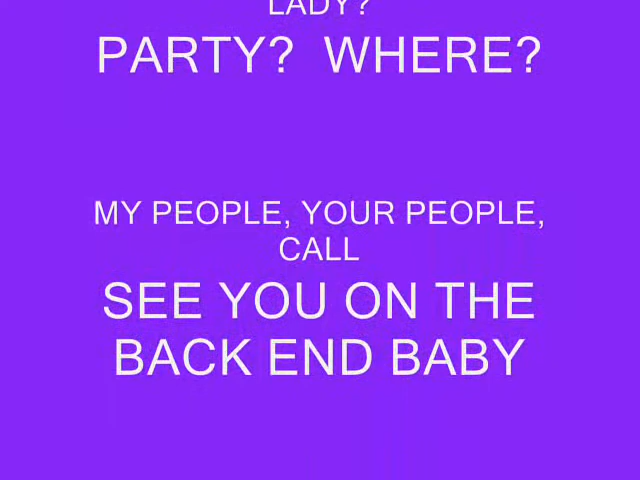 LADY?
PARTY? WHERE?
MY PEOPLE, YOUR PEOPLE,
CALL
SEE YOU ON THE
BACK END BABY